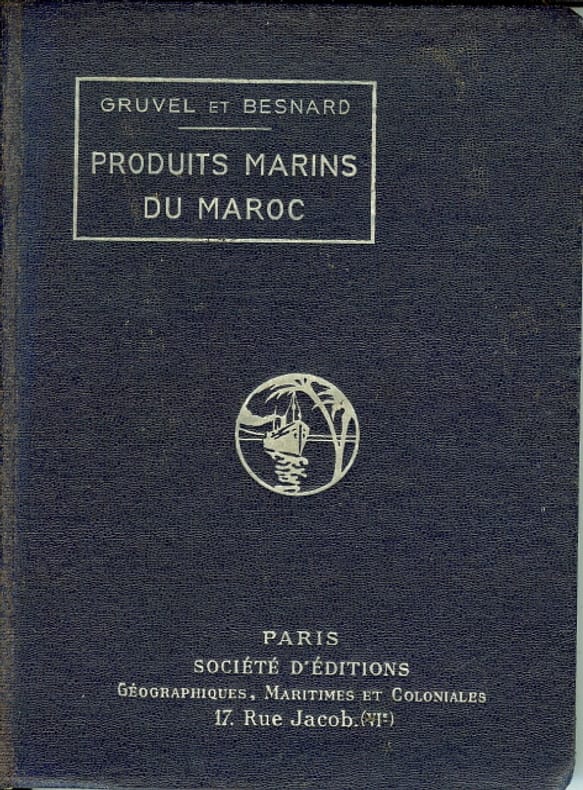 GRUVEL ET BESNARD
PRODUITS MARINS
DU MAROC
PARIS
SOCIÉTÉ D'ÉDITIONS
GÉOGRAPHIQUES, MARITIMES ET COLONIALES
17. Rue Jacob.(VIᵉ)